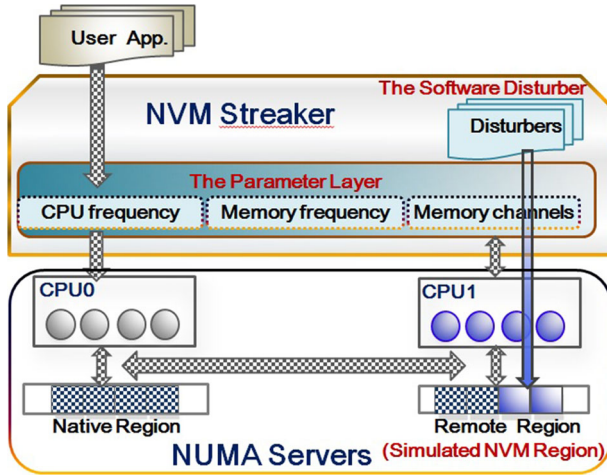 User App.
The Software Disturber
NVM Streaker
Disturbers
The Parameter Layer
CPU frequency
Memory frequency
Memory channels
CPU0
CPU1
Native Region
Remote Region
NUMA Servers
(Simulated NVM Region)